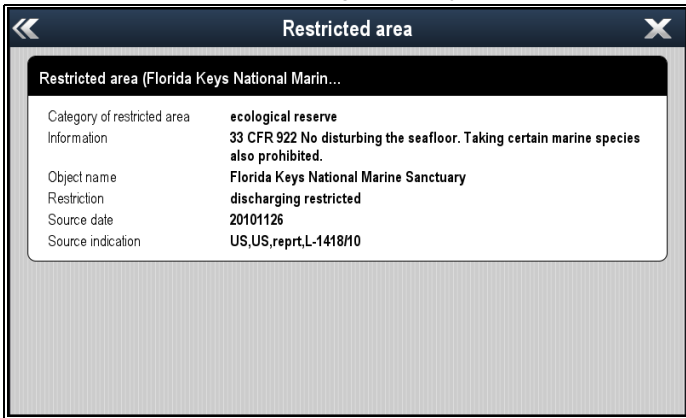 Restricted area
Restricted area (Florida Keys National Marin...
Category of restricted area ecological reserve
Information 33 CFR 922 No disturbing the seafloor. Taking certain marine species
also prohibited.
Object name Florida Keys National Marine Sanctuary
Restriction discharging restricted
Source date 20101126
Source indication US,US,reprt,L-1418/10